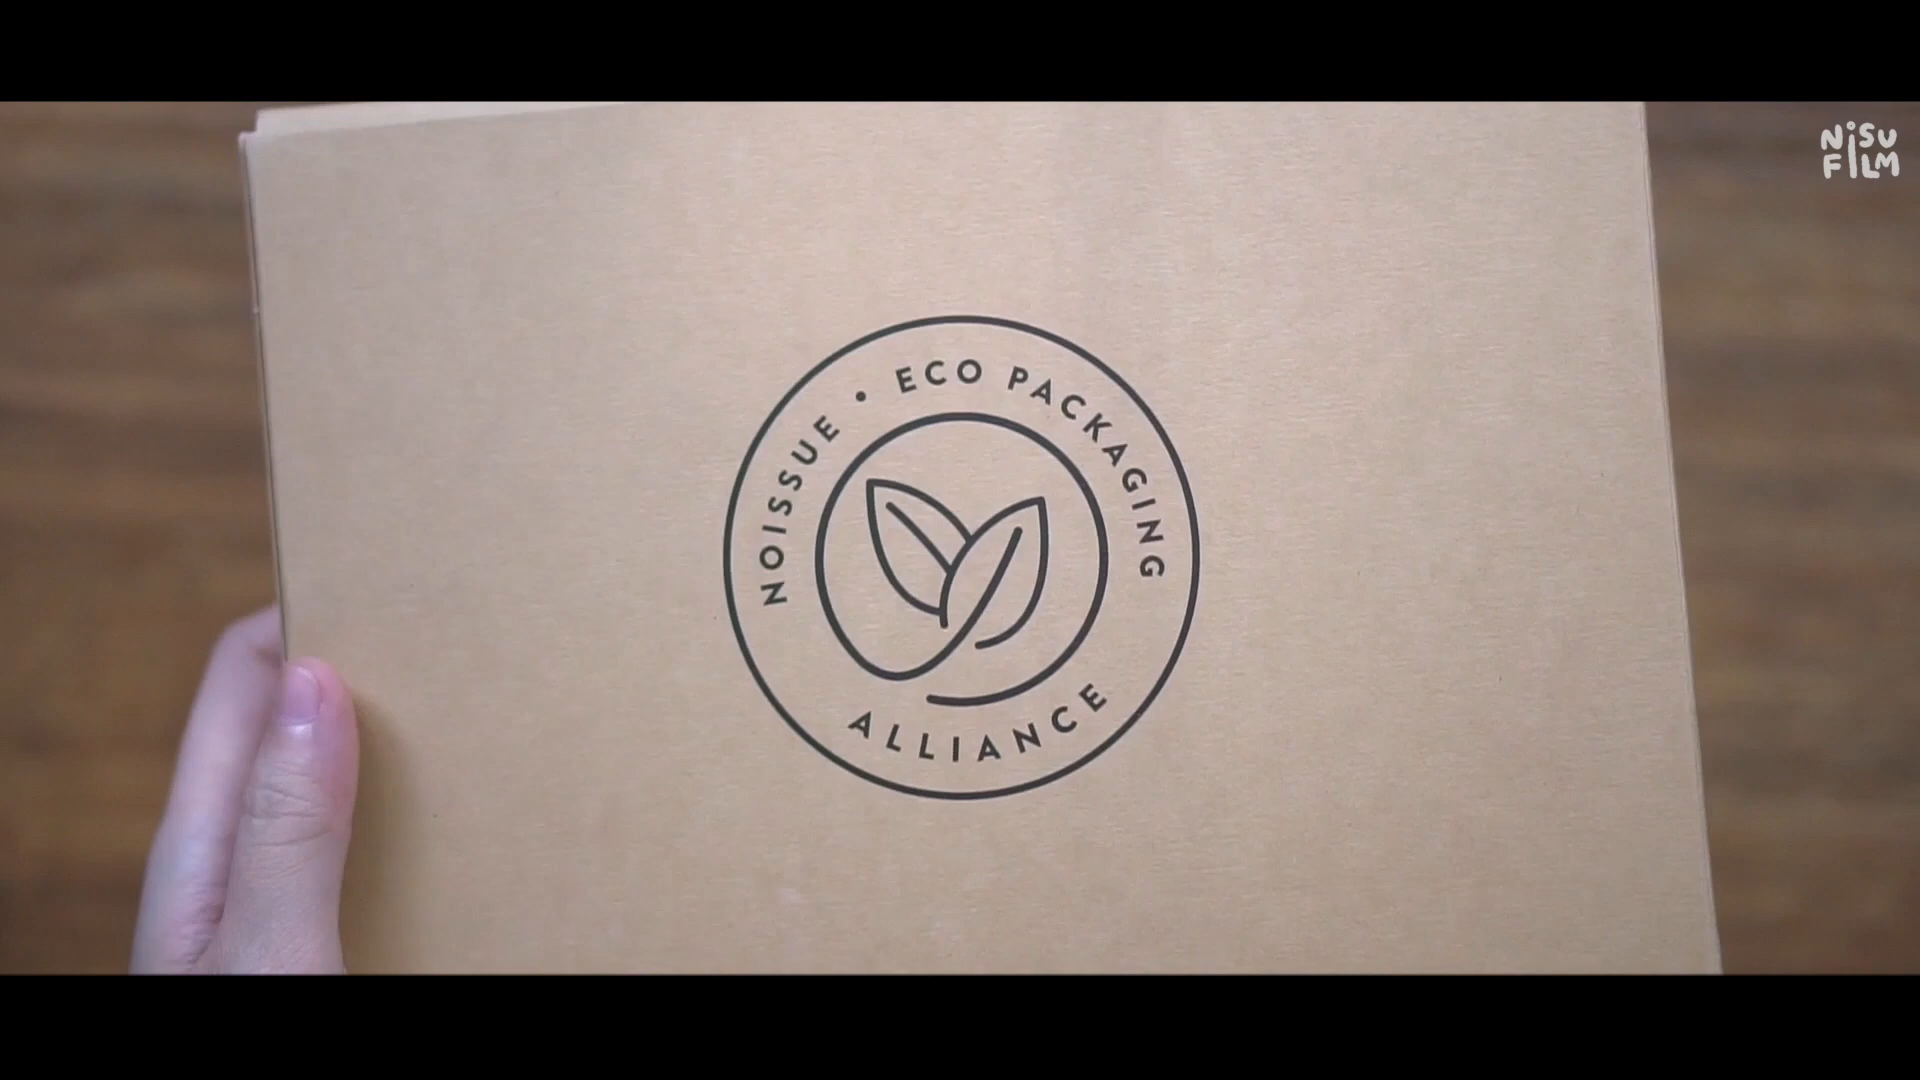 NOISSUE • ECO PACKAGING
ALLIANCE
NiSU
FILM